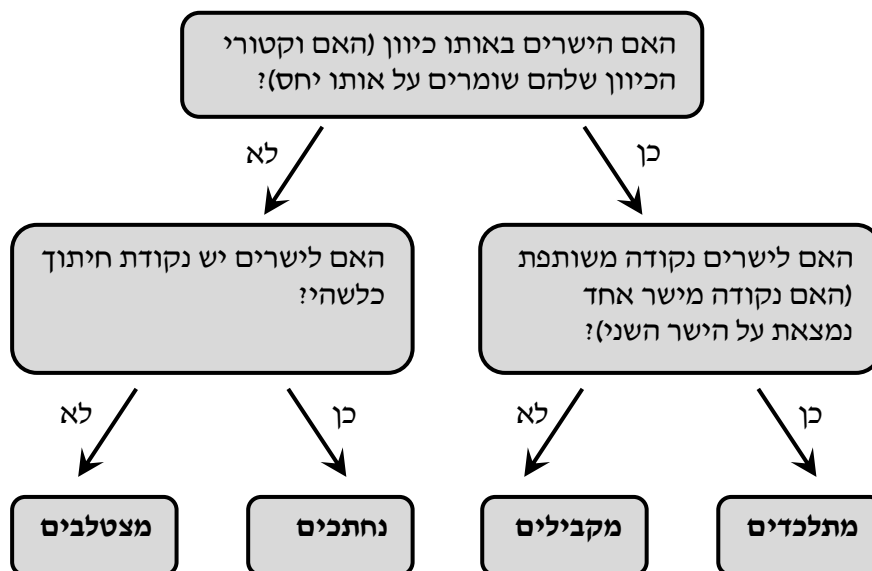 האם הישרים באותו כיוון (האם וקטורי
הכיוון שלהם שומרים על אותו יחס)?
כן
לא
האם לישרים נקודה משותפת
(האם נקודה מישר אחד
נמצאת על הישר השני)?
האם לישרים יש נקודת חיתוך
כלשהי?
כן
לא
כן
לא
מתלכדים
מקבילים
נחתכים
מצטלבים